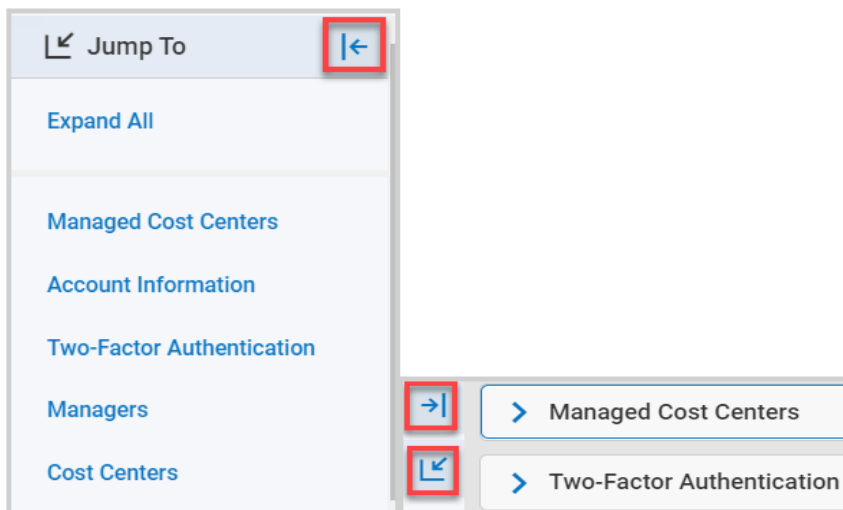 Jump To
Expand All
Managed Cost Centers
Account Information
Two-Factor Authentication
Managers
Cost Centers
Managed Cost Centers
Two-Factor Authentication